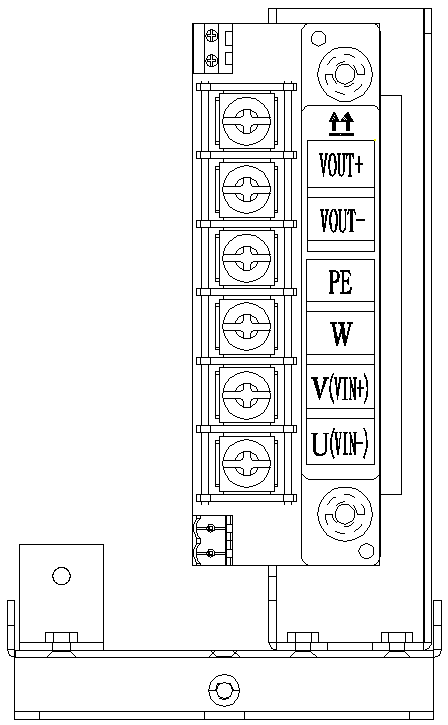 VOUT+
VOUT-
PE
W
V(VIN+)
U(VIN-)